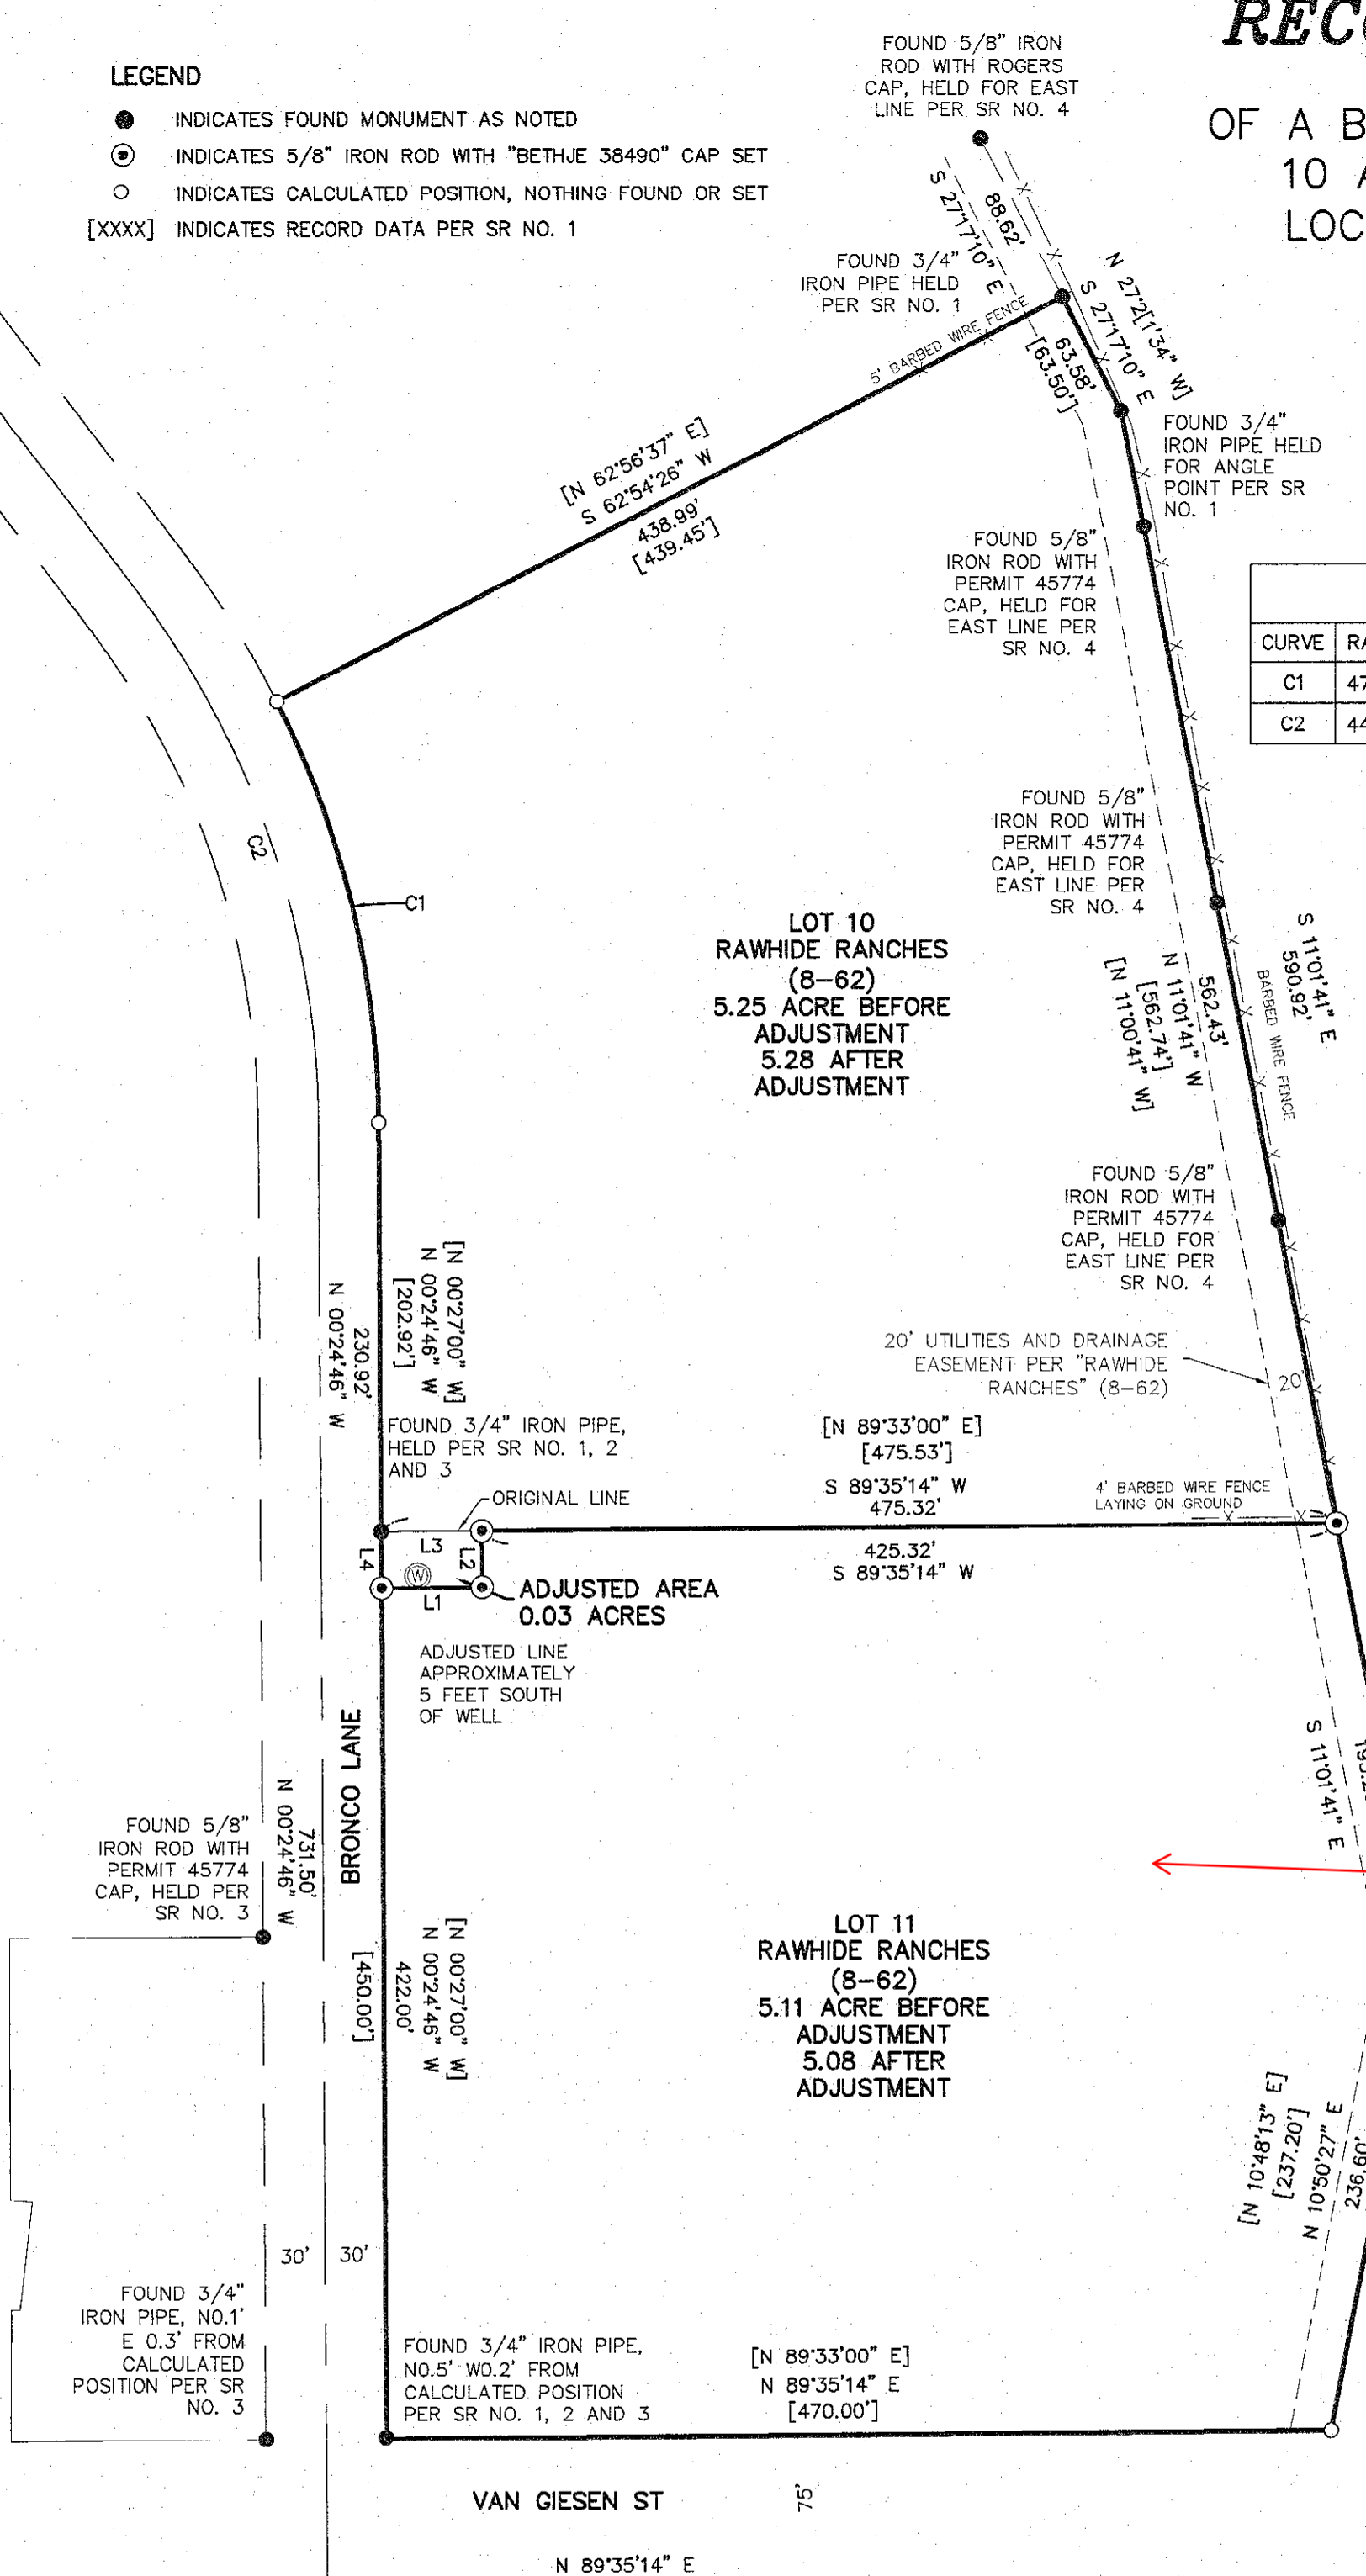 RECO
OF A B
10 A
LOC
LEGEND
INDICATES FOUND MONUMENT AS NOTED
INDICATES 5/8" IRON ROD WITH "BETHJE 38490" CAP SET
INDICATES CALCULATED POSITION, NOTHING FOUND OR SET
[XXXX] INDICATES RECORD DATA PER SR NO. 1
FOUND 5/8" IRON
ROD WITH ROGERS
CAP, HELD FOR EAST
LINE PER SR NO. 4
88.62'
S 27°17'10" E
FOUND 3/4"
IRON PIPE HELD
PER SR NO. 1
5' BARBED WIRE FENCE
N 27°2[1'34" W]
S 27°17'10" E
63.58'
[63.50']
FOUND 3/4"
IRON PIPE HELD
FOR ANGLE
POINT PER SR
NO. 1
[N 62°56'37" E]
S 62°54'26" W
438.99'
[439.45']
FOUND 5/8"
IRON ROD WITH
PERMIT 45774
CAP, HELD FOR
EAST LINE PER
SR NO. 4
CURVE RA
C1 47
C2 44
FOUND 5/8"
IRON ROD WITH
PERMIT 45774
CAP, HELD FOR
EAST LINE PER
SR NO. 4
C2
C1
LOT 10
RAWHIDE RANCHES
(8-62)
5.25 ACRE BEFORE
ADJUSTMENT
5.28 AFTER
ADJUSTMENT
S 11°01'41" E
590.92'
BARBED WIRE FENCE
562.43'
N 11°01'41" W
[562.74']
[N 11°00'41" W]
FOUND 5/8"
IRON ROD WITH
PERMIT 45774
CAP, HELD FOR
EAST LINE PER
SR NO. 4
[N 00°27'00" W]
N 00°24'46" W
[202.92']
230.92'
N 00°24'46" W
20' UTILITIES AND DRAINAGE
EASEMENT PER "RAWHIDE
RANCHES" (8-62)
20'
FOUND 3/4" IRON PIPE,
HELD PER SR NO. 1, 2
AND 3
[N 89°33'00" E]
[475.53']
S 89°35'14" W
475.32'
4' BARBED WIRE FENCE
LAYING ON GROUND
ORIGINAL LINE
L3
L4
L2
W
L1
425.32'
S 89°35'14" W
ADJUSTED AREA
0.03 ACRES
ADJUSTED LINE
APPROXIMATELY
5 FEET SOUTH
OF WELL
BRONCO LANE
S 11°01'41" E
731.50'
N 00°24'46" W
FOUND 5/8"
IRON ROD WITH
PERMIT 45774
CAP, HELD PER
SR NO. 3
[N 00°27'00" W]
N 00°24'46" W
422.00'
[450.00']
LOT 11
RAWHIDE RANCHES
(8-62)
5.11 ACRE BEFORE
ADJUSTMENT
5.08 AFTER
ADJUSTMENT
[N 10°48'13" E]
[237.20']
N 10°50'27" E
236.60'
30' 30'
FOUND 3/4"
IRON PIPE, N0.1'
E 0.3' FROM
CALCULATED
POSITION PER SR
NO. 3
FOUND 3/4" IRON PIPE,
N0.5' W0.2' FROM
CALCULATED POSITION
PER SR NO. 1, 2 AND 3
[N 89°33'00" E]
N 89°35'14" E
[470.00']
VAN GIESEN ST
75'
N 89°35'14" E